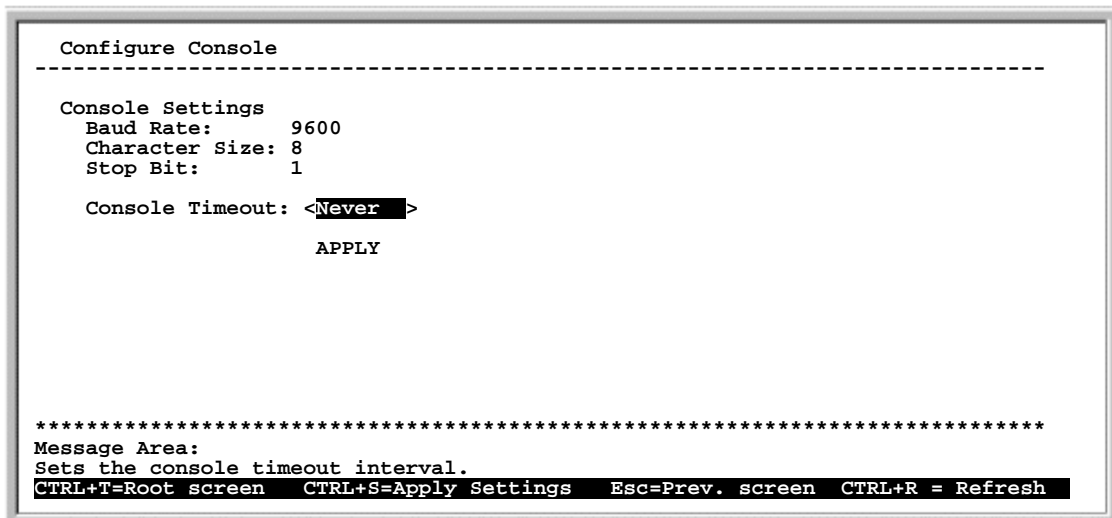 Configure Console
-------------------------------------------------------------------------------
Console Settings
Baud Rate: 9600
Character Size: 8
Stop Bit: 1
Console Timeout: <Never >
APPLY
*******************************************************************************
Message Area:
Sets the console timeout interval.
CTRL+T=Root screen CTRL+S=Apply Settings Esc=Prev. screen CTRL+R = Refresh